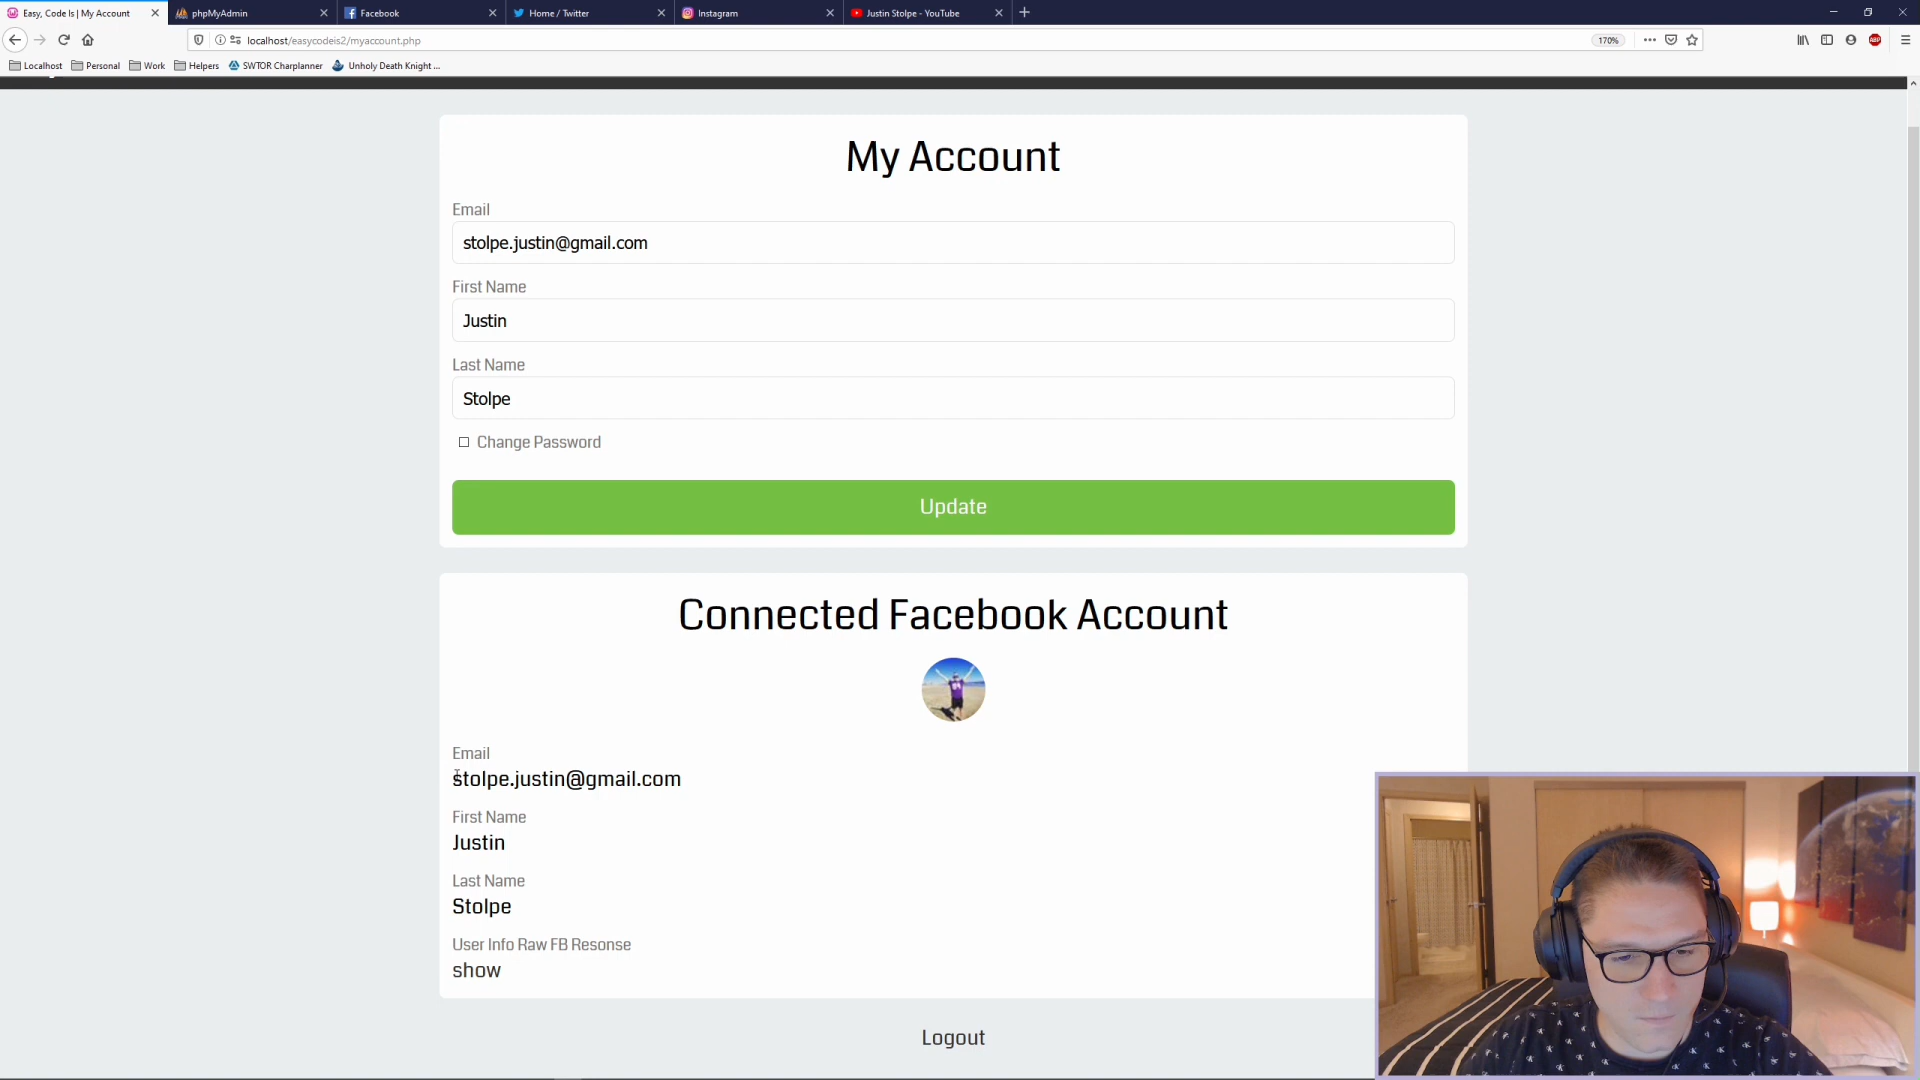 Easy, Code Is | My Account
phpMyAdmin
Facebook
Home / Twitter
Instagram
Justin Stolpe - YouTube
localhost/easycodeis2/myaccount.php
170%
ABP
Localhost
Personal
Work
Helpers
SWTOR Charplanner
Unholy Death Knight ...
My Account
Email
stolpe.justin@gmail.com
First Name
Justin
Last Name
Stolpe
Change Password
Update
Connected Facebook Account
Email
stolpe.justin@gmail.com
First Name
Justin
Last Name
Stolpe
User Info Raw FB Resonse
show
Logout